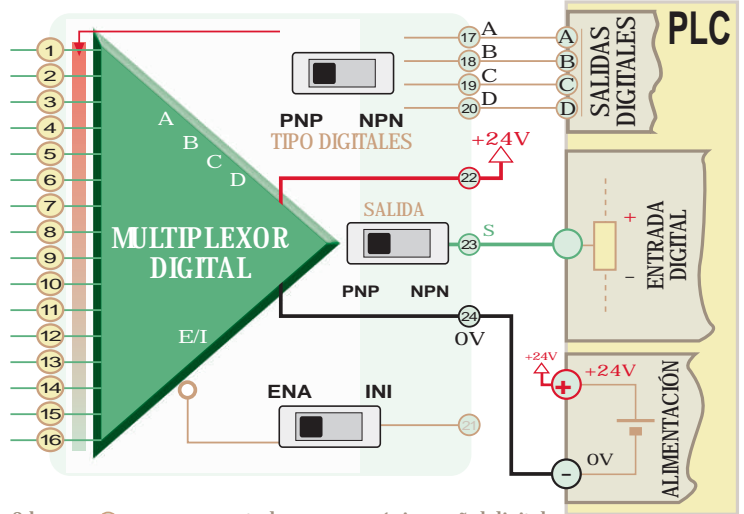 PLC
1
2
3
4
5
6
7
8
9
10
11
12
13
14
15
16
A
B
C
D
MULTIPLEXOR
DIGITAL
E/I
PNP NPN
TIPO DIGITALES
17 A A
18 B B
19 C C
20 D D
SALIDAS
DIGITALES
+24V
22
SALIDA
PNP NPN
23 S
+
-
ENTRADA
DIGITAL
24
0V
ENA INI
21
+24V
+ +24V
- 0V
ALIMENTACIÓN